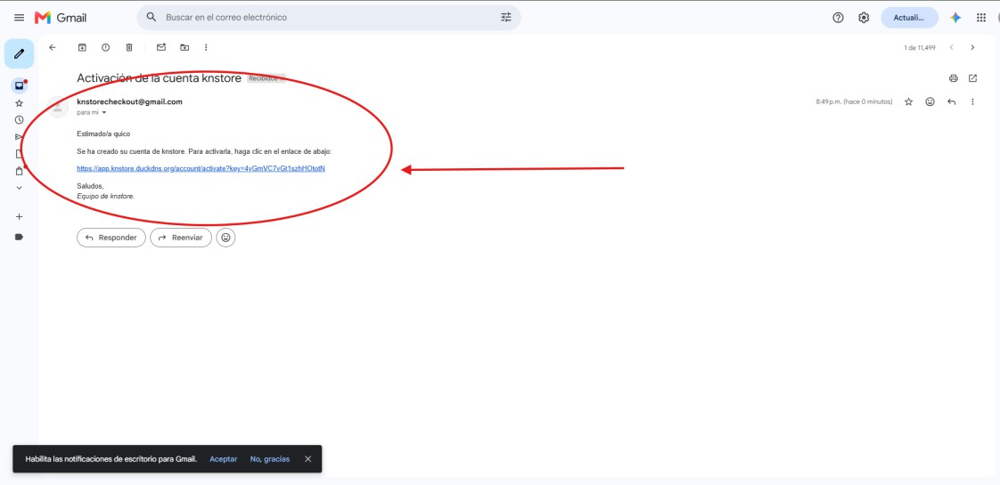 Gmail
Buscar en el correo electrónico
Actuali...
1 de 11,499
Activación de la cuenta knstore
Recibidos
knstorecheckout@gmail.com
8:49 p.m. (hace 0 minutos)
para mí
Estimado/a quico
Se ha creado su cuenta de knstore. Para activarla, haga clic en el enlace de abajo:
https://app.knstore.duckdns.org/account/activate?key=4yGmVC7vGt1szhHOtotN
Saludos,
Equipo de knstore.
Responder
Reenviar
Habilita las notificaciones de escritorio para Gmail. Aceptar No, gracias